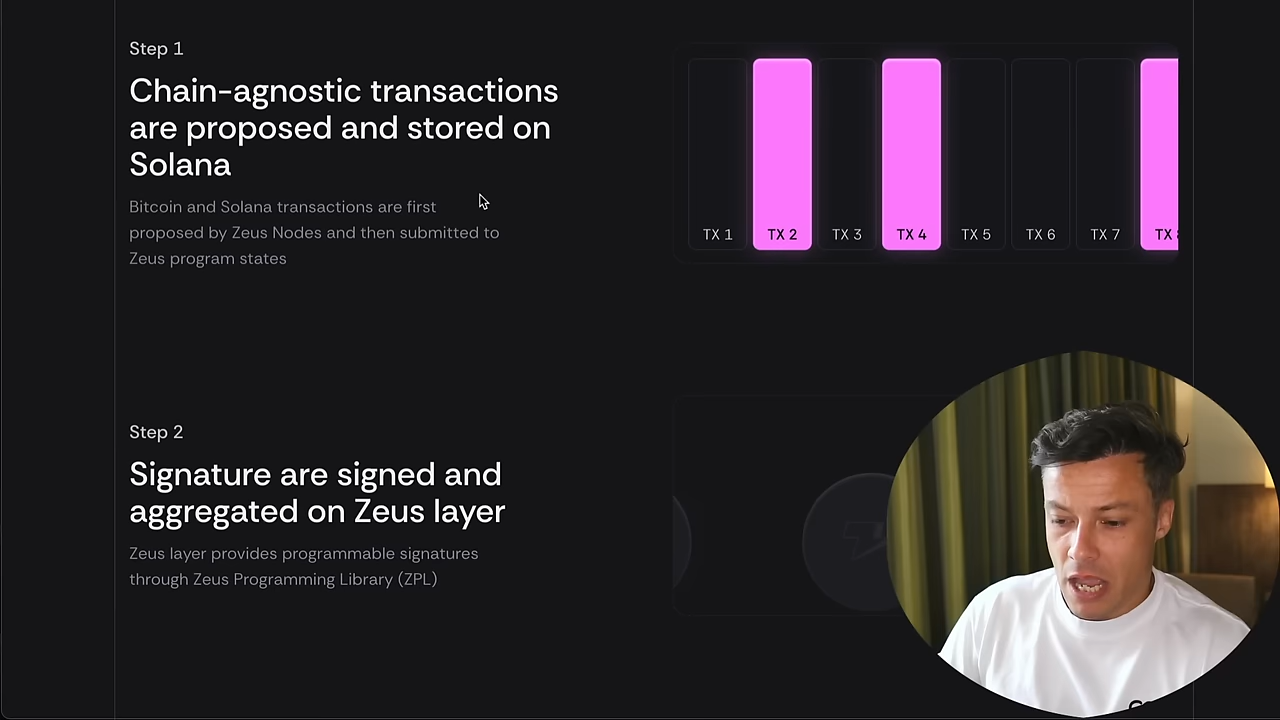 Step 1
Chain-agnostic transactions
are proposed and stored on
Solana
Bitcoin and Solana transactions are first
proposed by Zeus Nodes and then submitted to
Zeus program states
TX 1
TX 2
TX 3
TX 4
TX 5
TX 6
TX 7
TX
Step 2
Signature are signed and
aggregated on Zeus layer
Zeus layer provides programmable signatures
through Zeus Programming Library (ZPL)